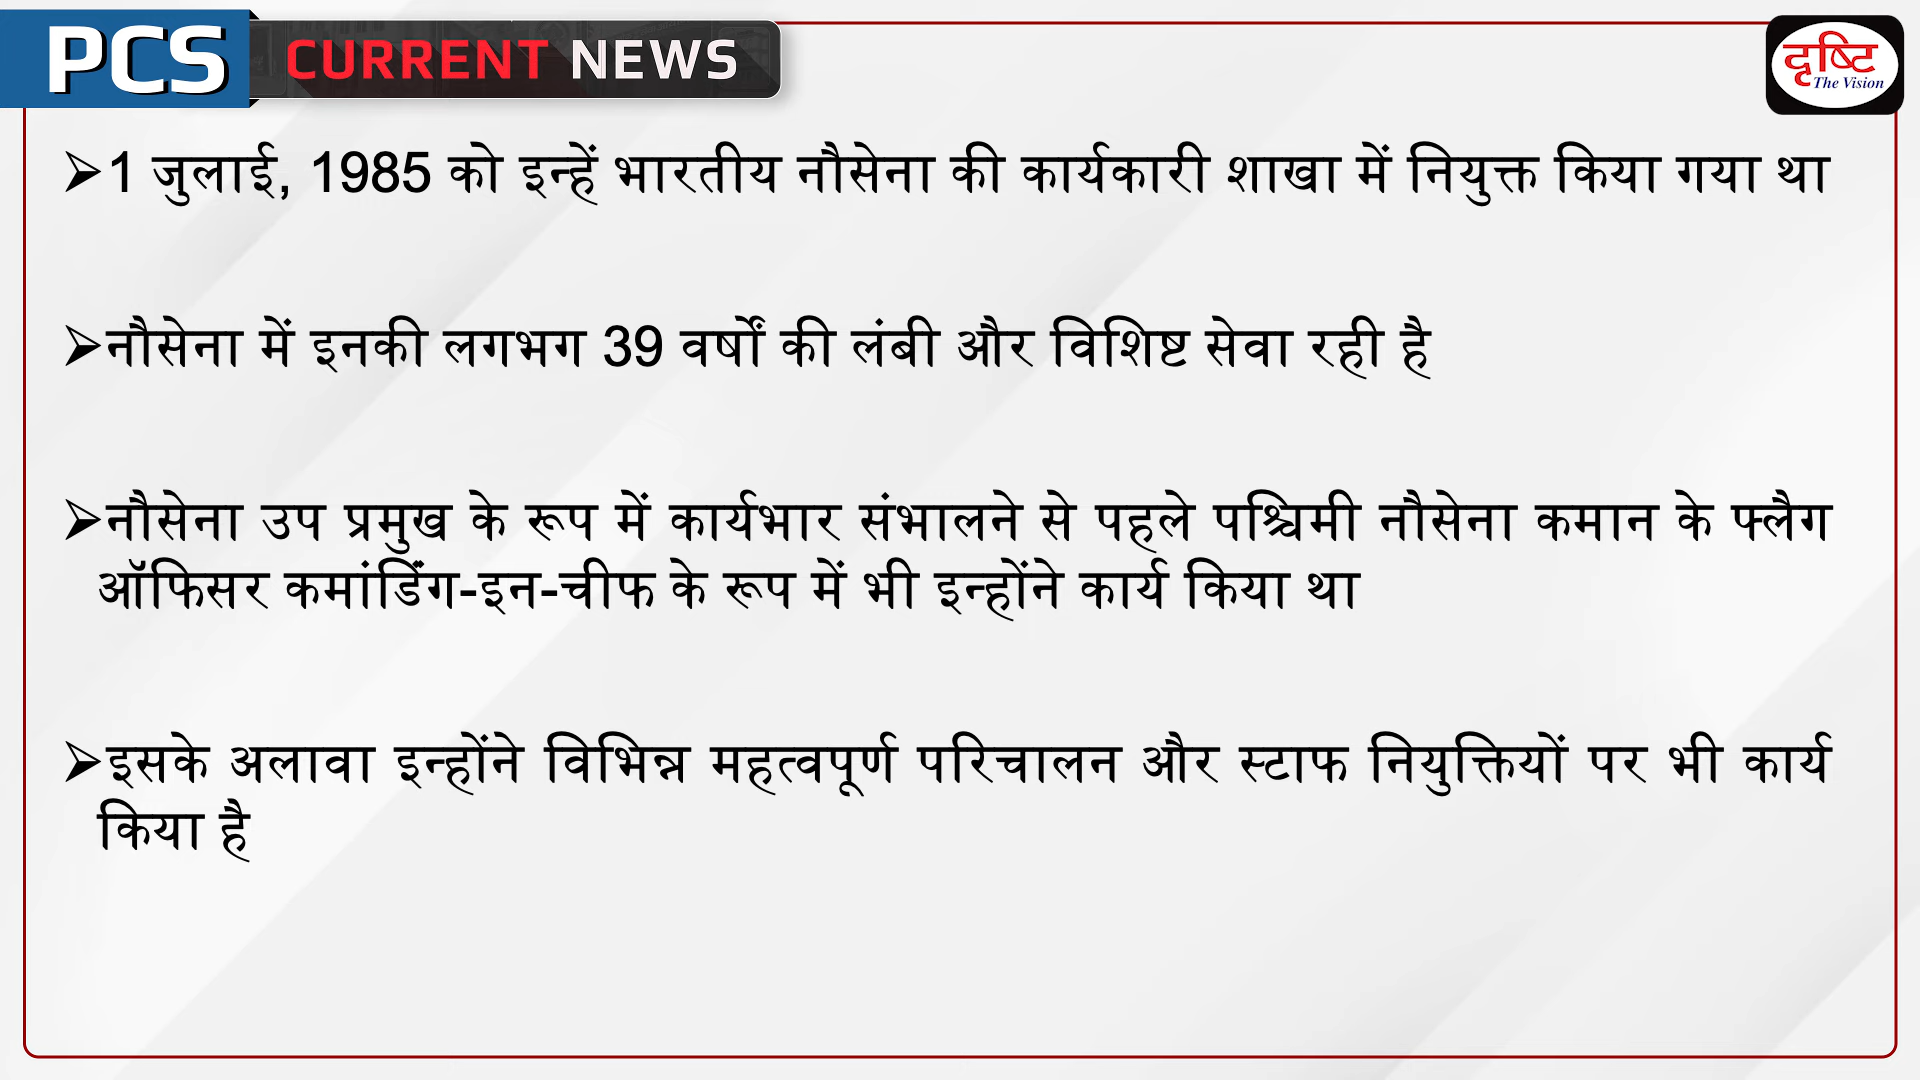 PCS CURRENT NEWS
दृष्टि
The Vision
➢1 जुलाई, 1985 को इन्हें भारतीय नौसेना की कार्यकारी शाखा में नियुक्त किया गया था
➢नौसेना में इनकी लगभग 39 वर्षों की लंबी और विशिष्ट सेवा रही है
➢नौसेना उप प्रमुख के रूप में कार्यभार संभालने से पहले पश्चिमी नौसेना कमान के फ्लैग
ऑफिसर कमांडिंग-इन-चीफ के रूप में भी इन्होंने कार्य किया था
➢इसके अलावा इन्होंने विभिन्न महत्वपूर्ण परिचालन और स्टाफ नियुक्तियों पर भी कार्य
किया है